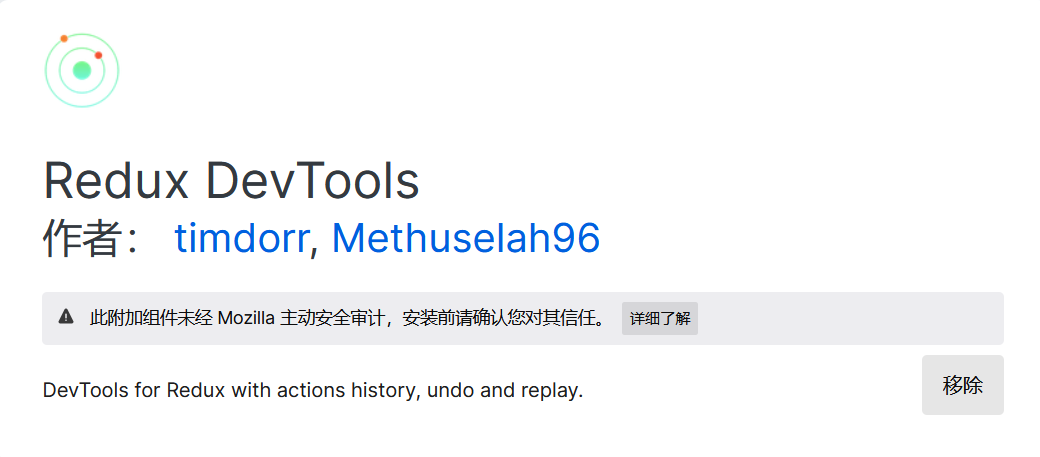 Redux DevTools
作者： timdorr, Methuselah96
此附加组件未经 Mozilla 主动安全审计，安装前请确认您对其信任。 详细了解
DevTools for Redux with actions history, undo and replay.
移除